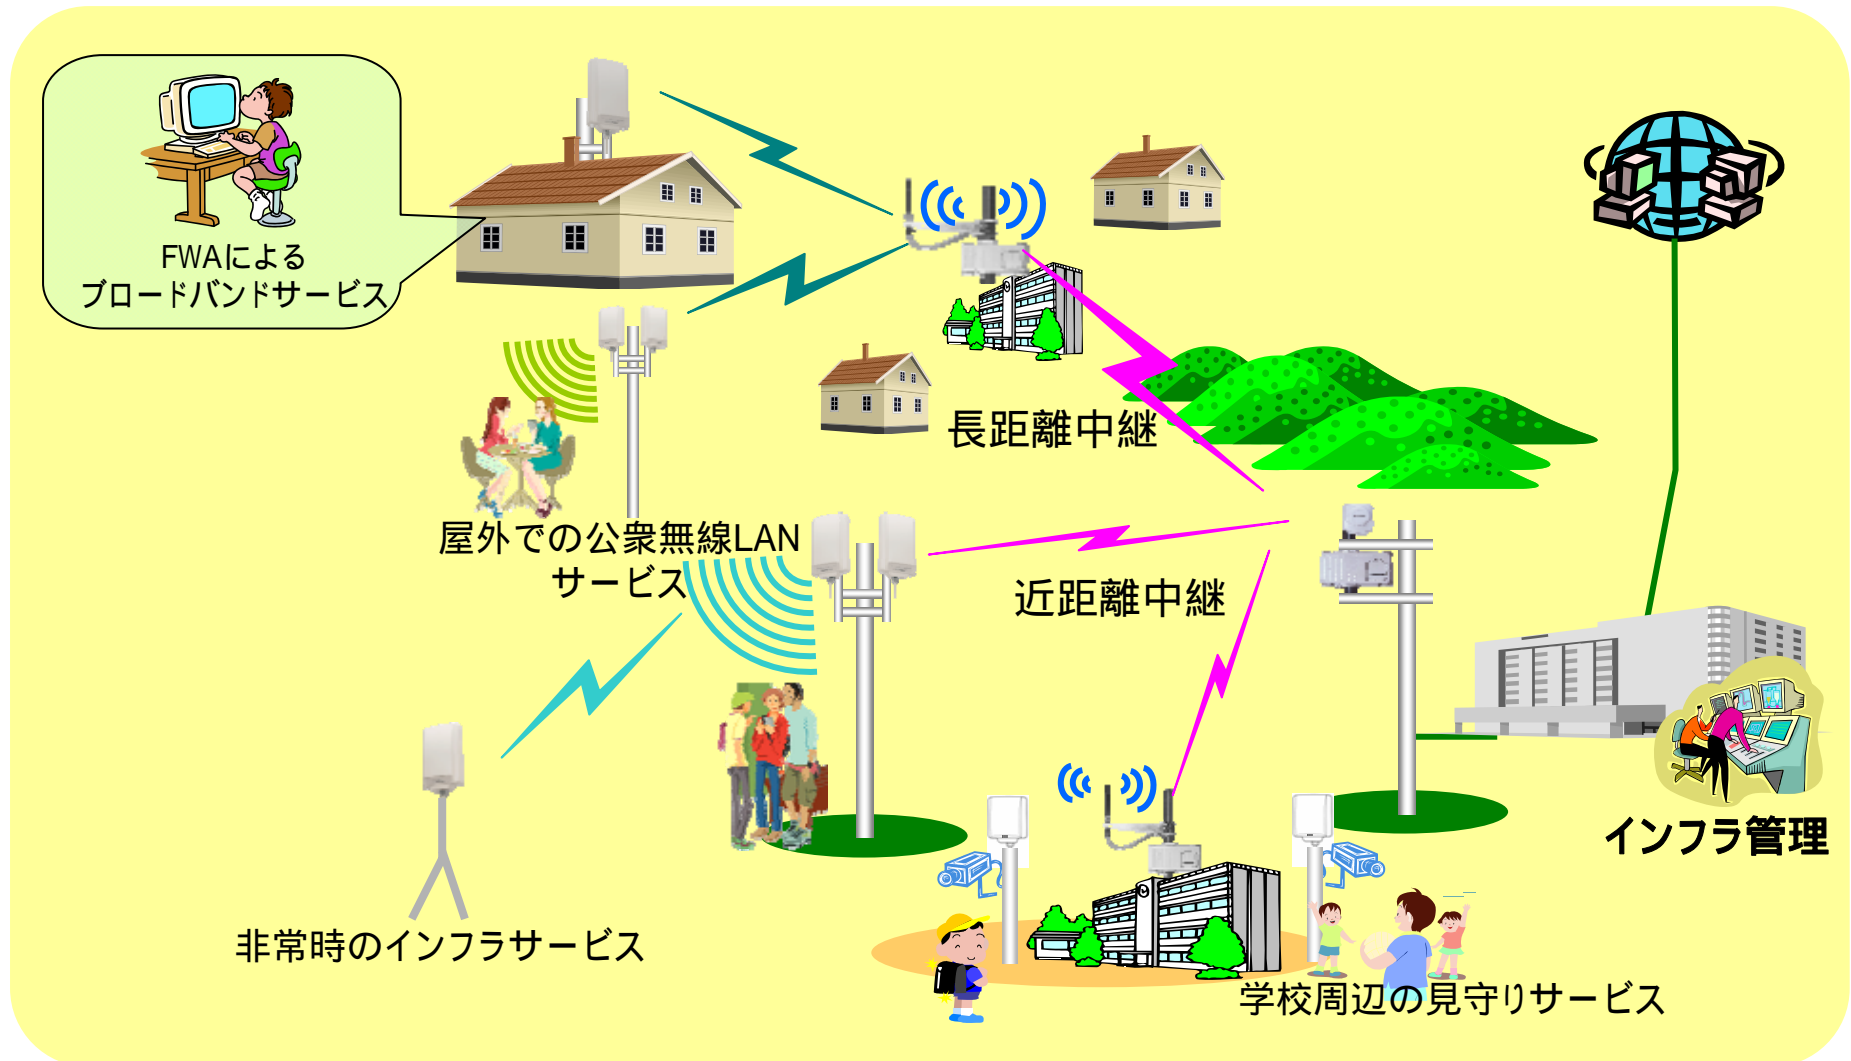 FWAによる
ブロードバンドサービス
長距離中継
屋外での公衆無線LAN
サービス
近距離中継
インフラ管理
非常時のインフラサービス
学校周辺の見守りサービス